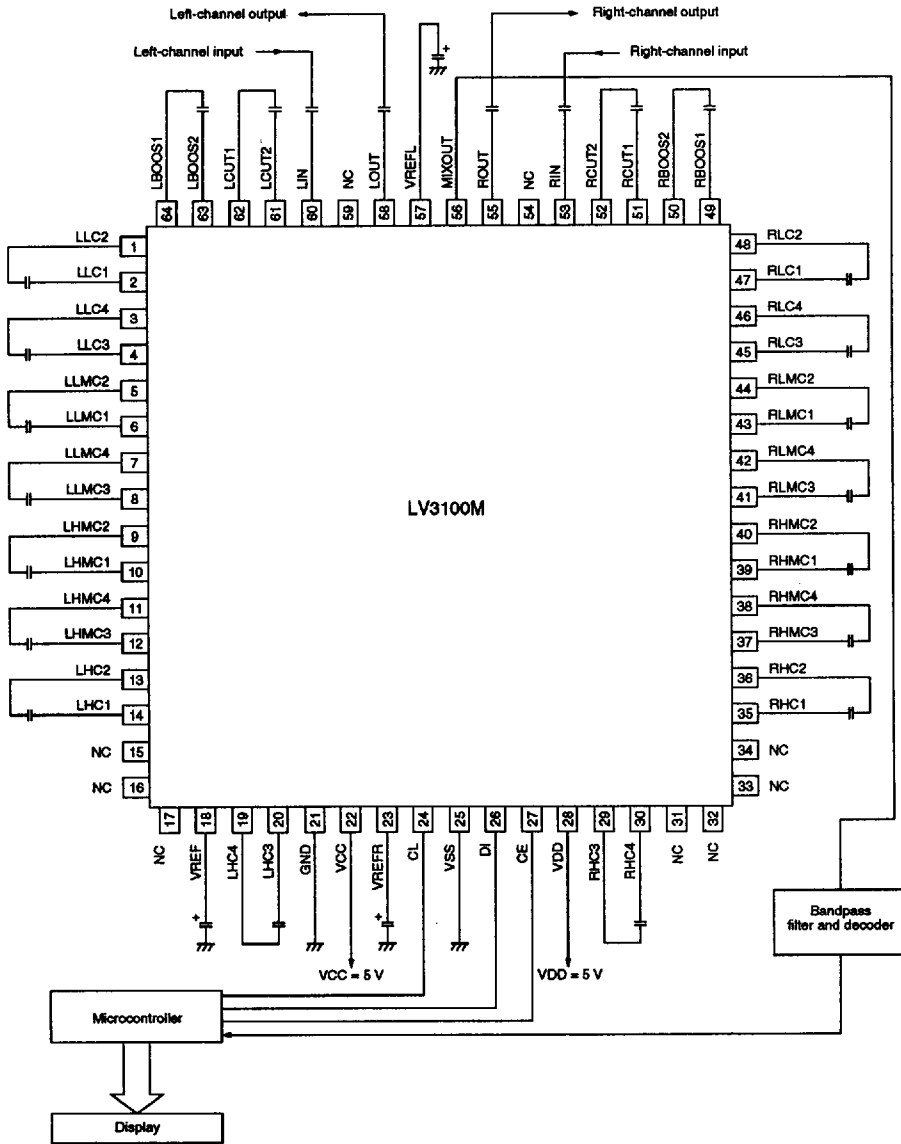 Left-channel output
Right-channel output
Left-channel input
+
Right-channel input
LBOOS1
LBOOS2
LCUT1
LCUT2
LIN
NC
LOUT
VREFL
MIXOUT
ROUT
NC
RIN
RCUT2
RCUT1
RBOOS2
RBOOS1
64
63
62
61
60
59
58
57
56
55
54
53
52
51
50
49
LLC2 1
LLC1 2
LLC4 3
LLC3 4
LLMC2 5
LLMC1 6
LLMC4 7
LLMC3 8
LHMC2 9
LHMC1 10
LHMC4 11
LHMC3 12
LHC2 13
LHC1 14
NC 15
NC 16
LV3100M
48 RLC2
47 RLC1
46 RLC4
45 RLC3
44 RLMC2
43 RLMC1
42 RLMC4
41 RLMC3
40 RHMC2
39 RHMC1
38 RHMC4
37 RHMC3
36 RHC2
35 RHC1
34 NC
33 NC
17
18
19
20
21
22
23
24
25
26
27
28
29
30
31
32
NC
VREF
LHC4
LHC3
GND
VCC
VREFR
CL
VSS
DI
CE
VDD
RHC3
RHC4
NC
NC
+
+
VCC = 5 V
VDD = 5 V
Bandpass
filter and decoder
Microcontroller
Display